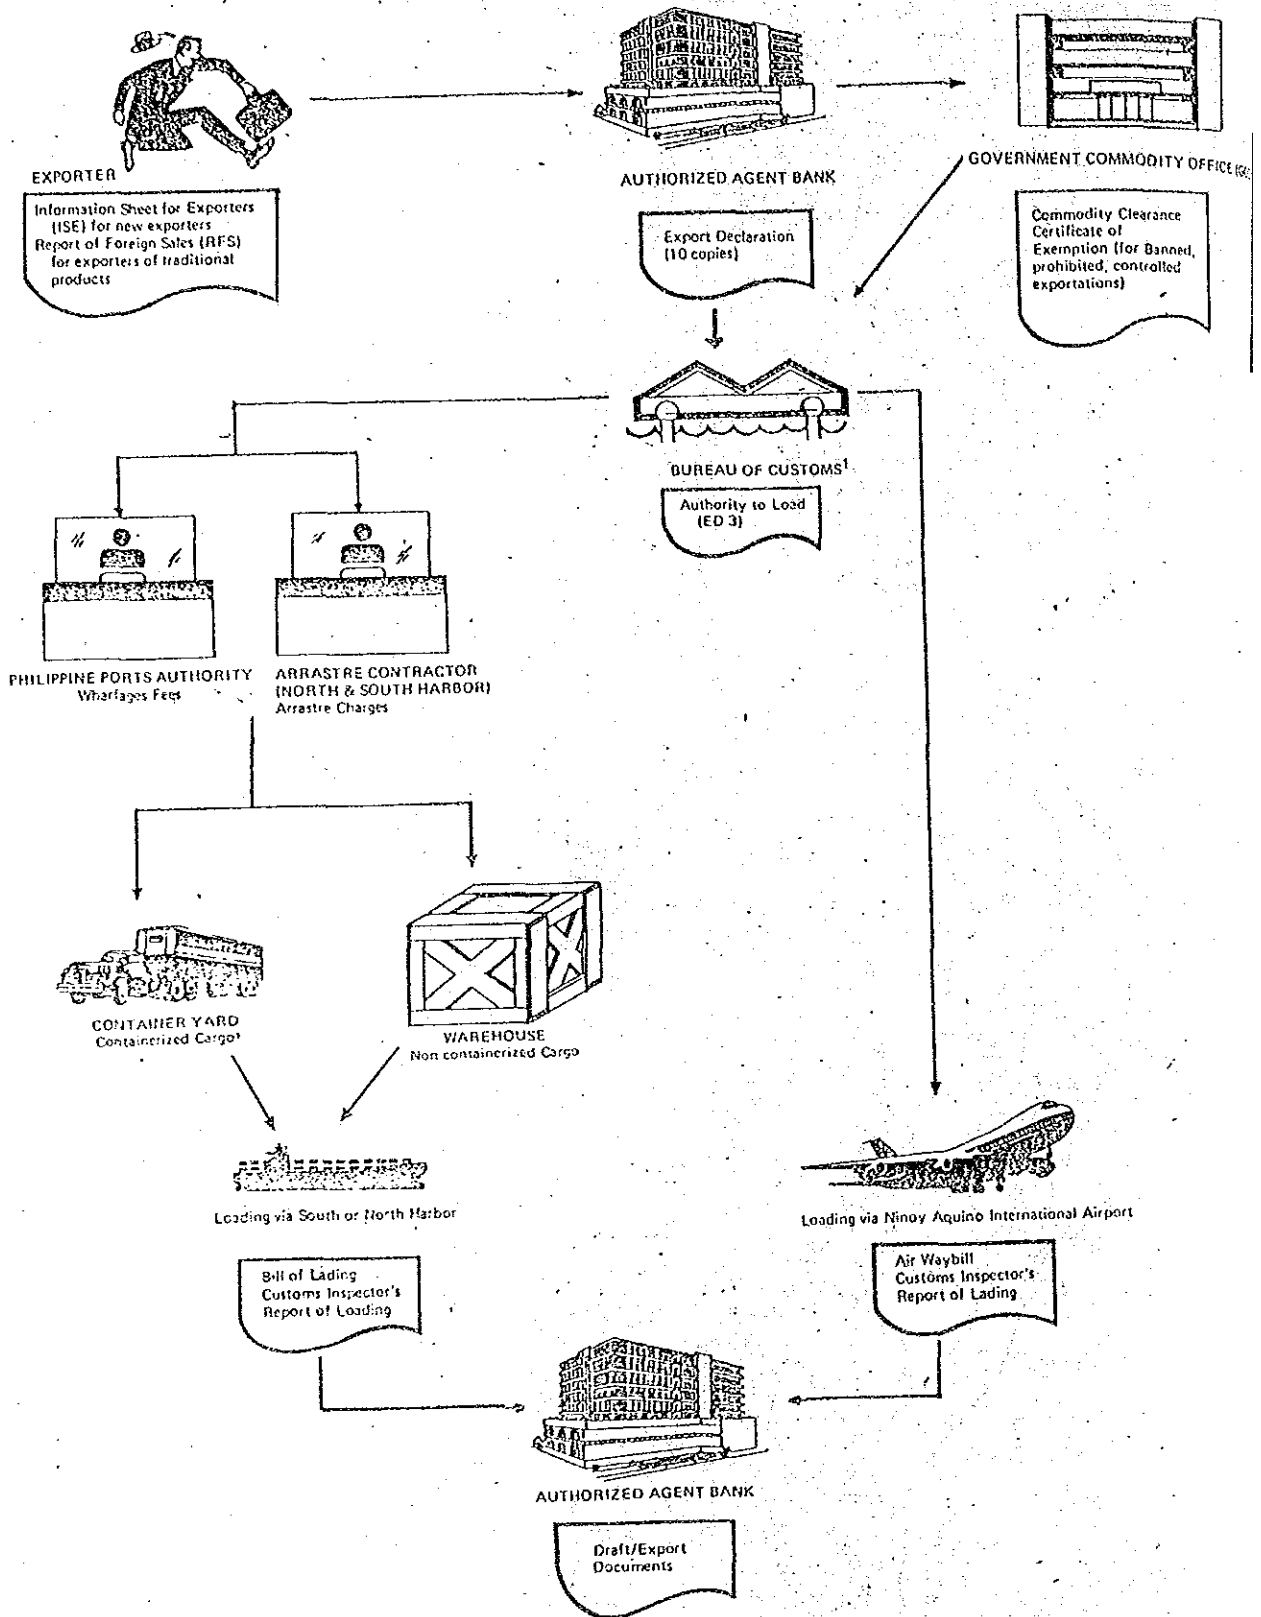 EXPORTER
Information Sheet for Exporters
(ISE) for new exporters
Report of Foreign Sales (RFS)
for exporters of traditional
products
AUTHORIZED AGENT BANK
Export Declaration
(10 copies)
GOVERNMENT COMMODITY OFFICE
Commodity Clearance
Certificate of
Exemption (for Banned,
prohibited, controlled
exportations)
BUREAU OF CUSTOMS¹
Authority to Load
(ED 3)
PHILIPPINE PORTS AUTHORITY
Wharfages Fees
ARRASTRE CONTRACTOR
(NORTH & SOUTH HARBOR)
Arrastre Charges
CONTAINER YARD
Containerized Cargo
WAREHOUSE
Non containerized Cargo
Loading via South or North Harbor
Bill of Lading
Customs Inspector's
Report of Loading
Loading via Ninoy Aquino International Airport
Air Waybill
Customs Inspector's
Report of Lading
AUTHORIZED AGENT BANK
Draft/Export
Documents